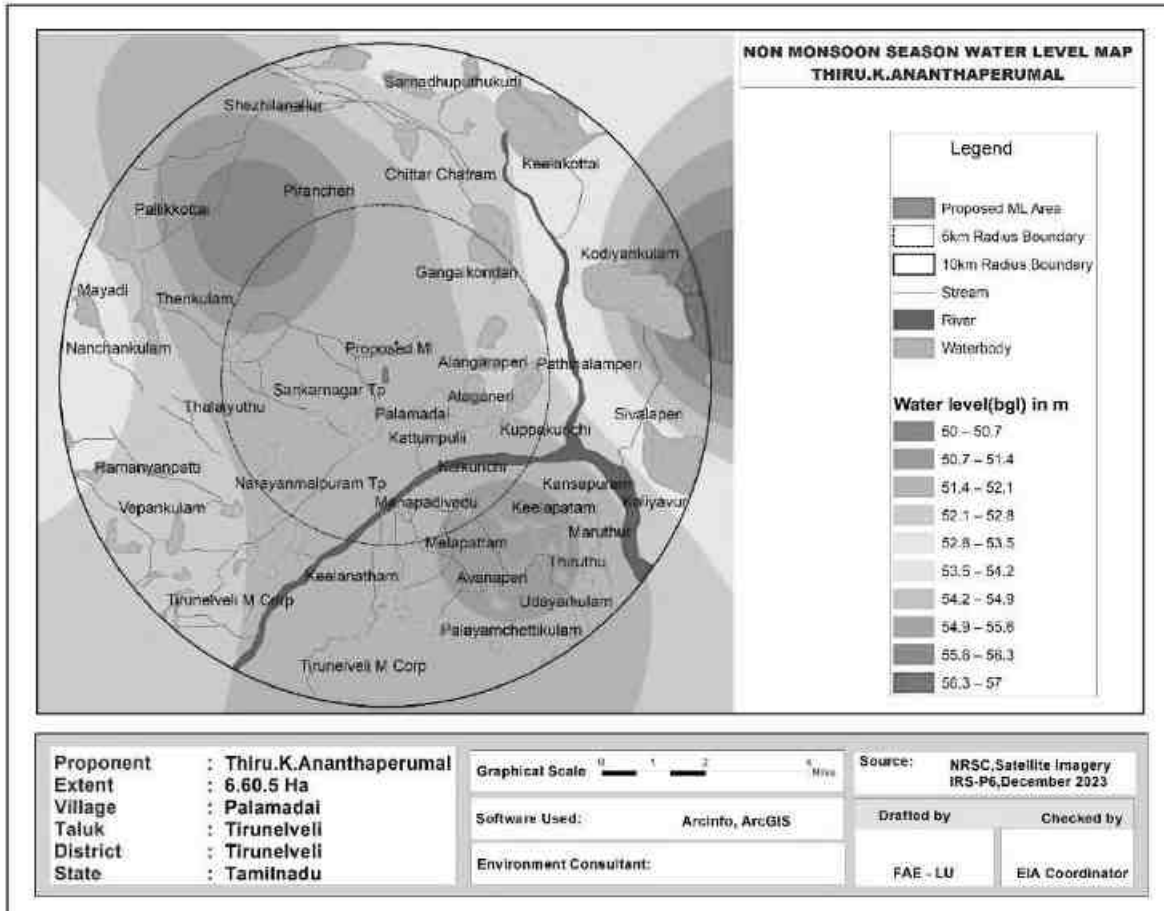 NON MONSOON SEASON WATER LEVEL MAP
THIRU.K.ANANTHAPERUMAL
Legend
Proposed ML Area
5km Radius Boundary
10km Radius Boundary
Stream
River
Waterbody
Water level(bgl) in m
50 – 50.7
50.7 – 51.4
51.4 – 52.1
52.1 – 52.8
52.8 – 53.5
53.5 – 54.2
54.2 – 54.9
54.9 – 55.6
55.6 – 56.3
56.3 – 57
Samadhuputhukudi
Shezhilanallur
Keelakottai
Chittar Chatram
Pirancheri
Pallikkottai
Kodiyankulam
Gangaikondan
Mayadi
Thenkulam
Nanchankulam
Proposed Ml
Alangaraperi
Sankarnagar Tp
Alaganeri
Thalaiyuthu
Palamadai
Sivalaperi
Kattumpulli
Kuppakurichi
Ramanyanpatti
Narkurichi
Narayanmalpuram Tp
Kansapuram
Vepankulam
Manapadivedu
Keelapatam
Kaliyavur
Maruthur
Melapattam
Thiruthu
Keelanatham
Avanaperi
Tirunelveli M Corp
Udayarkulam
Palayamchettikulam
Tirunelveli M Corp
Proponent : Thiru.K.Ananthaperumal
Extent : 6.60.5 Ha
Village : Palamadai
Taluk : Tirunelveli
District : Tirunelveli
State : Tamilnadu
Graphical Scale 0 1 2 4 Miles
Software Used: Arcinfo, ArcGIS
Environment Consultant:
Source: NRSC,Satellite Imagery
IRS-P6,December 2023
Drafted by Checked by
FAE - LU EIA Coordinator